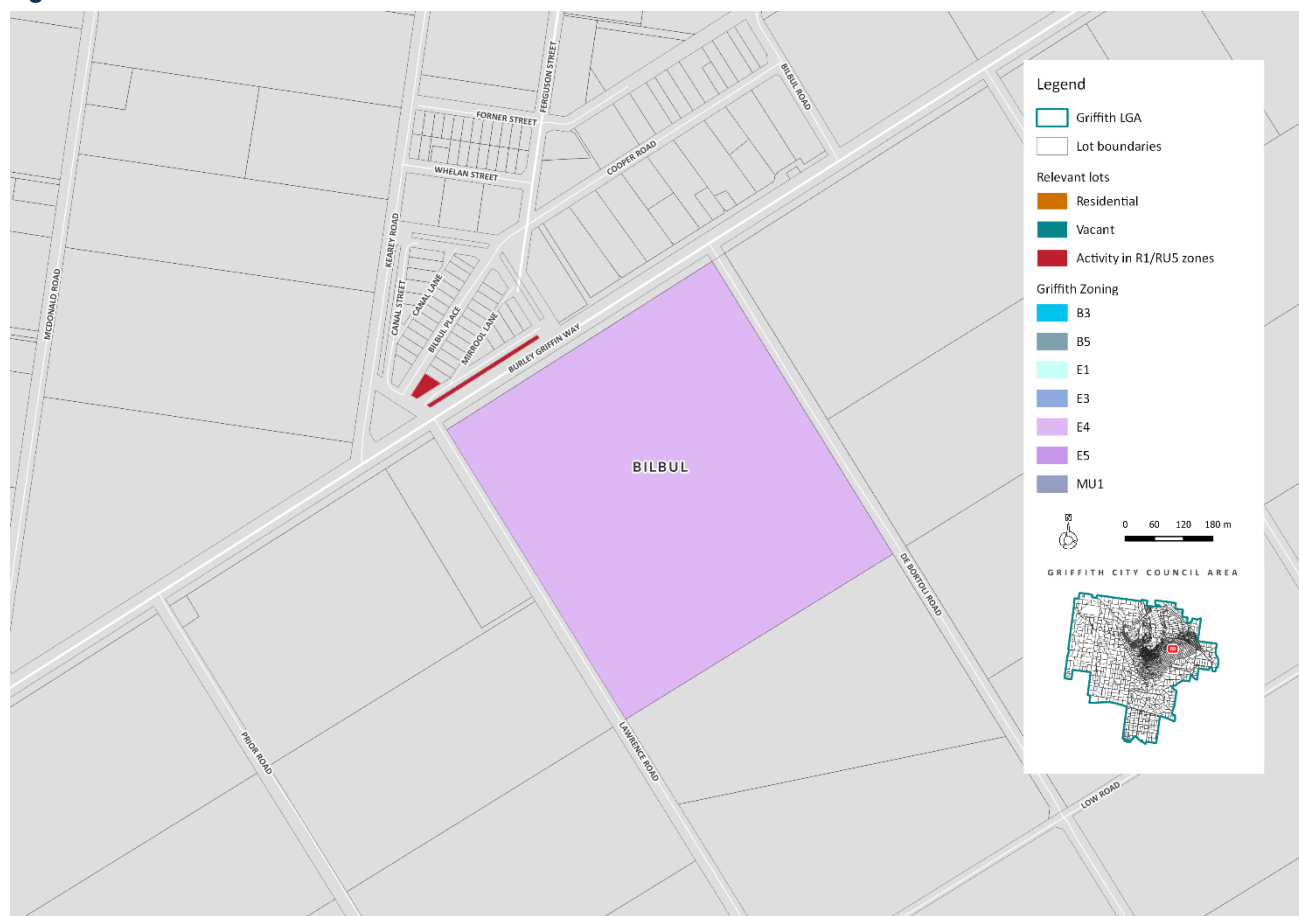 FERGUSON STREET
BILBUL ROAD
FORNER STREET
COOPER ROAD
WHELAN STREET
KEAREY ROAD
MCDONALD ROAD
CANAL STREET
CANAL LANE
BILBUL PLACE
MIRROOL LANE
BURLEY GRIFFIN WAY
BILBUL
DE BORTOLI ROAD
LAWRENCE ROAD
PRIOR ROAD
LOW ROAD
Legend
Griffith LGA
Lot boundaries
Relevant lots
Residential
Vacant
Activity in R1/RU5 zones
Griffith Zoning
B3
B5
E1
E3
E4
E5
MU1
N
0 60 120 180 m
GRIFFITH CITY COUNCIL AREA